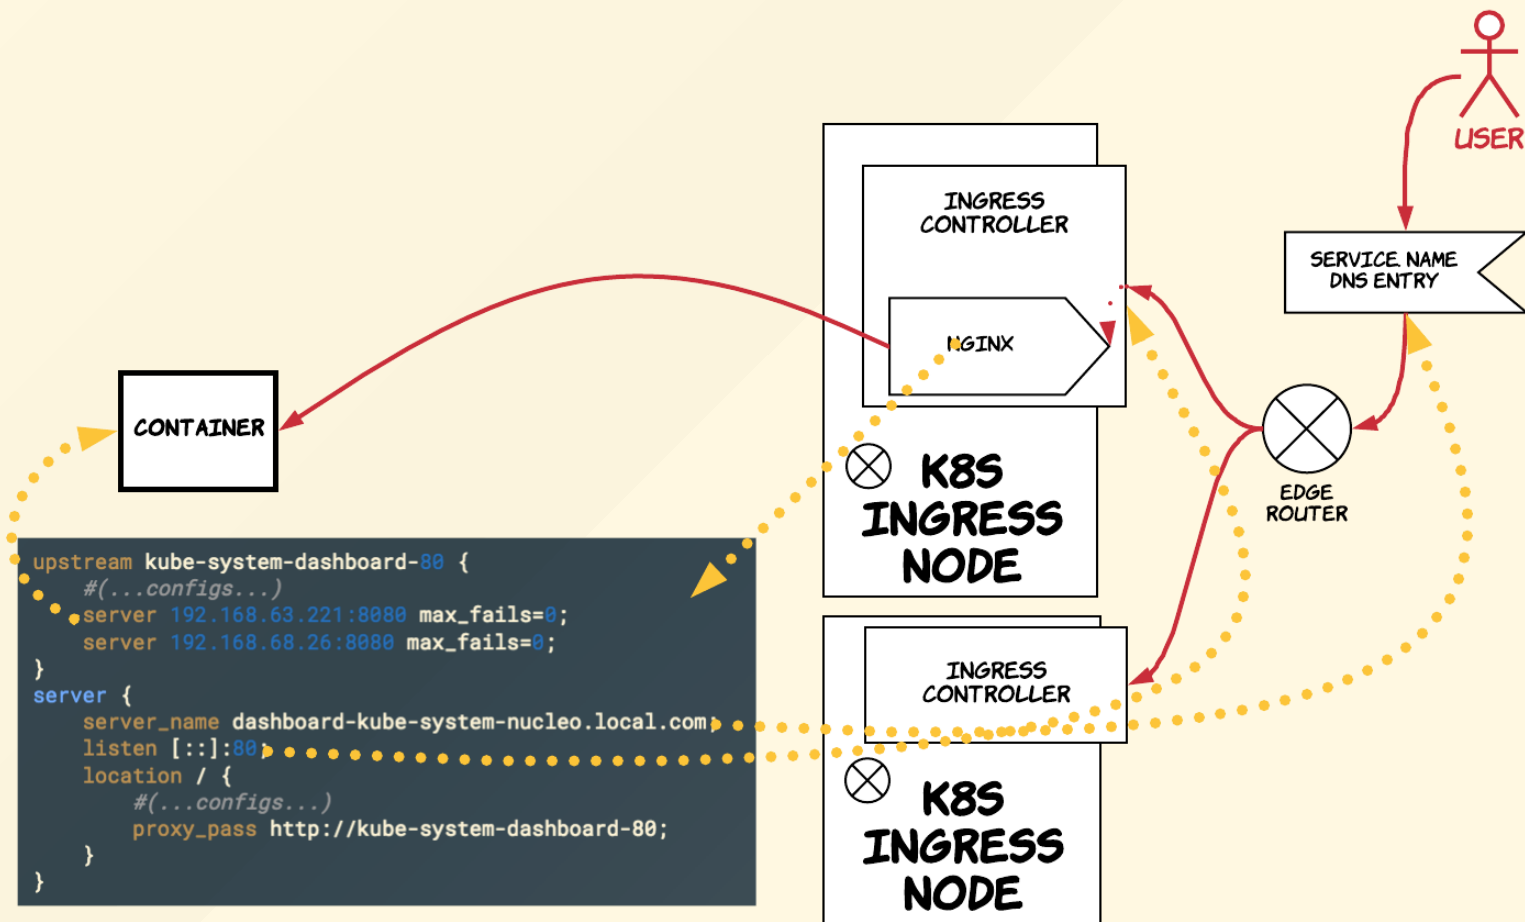 USER
INGRESS
CONTROLLER
SERVICE NAME
DNS ENTRY
NGINX
CONTAINER
K8S
INGRESS
NODE
EDGE
ROUTER
upstream kube-system-dashboard-80 {
#(...configs...)
server 192.168.63.221:8080 max_fails=0;
server 192.168.68.26:8080 max_fails=0;
}
server {
server_name dashboard-kube-system-nucleo.local.com;
listen [::]:80;
location / {
#(...configs...)
proxy_pass http://kube-system-dashboard-80;
}
}
INGRESS
CONTROLLER
K8S
INGRESS
NODE